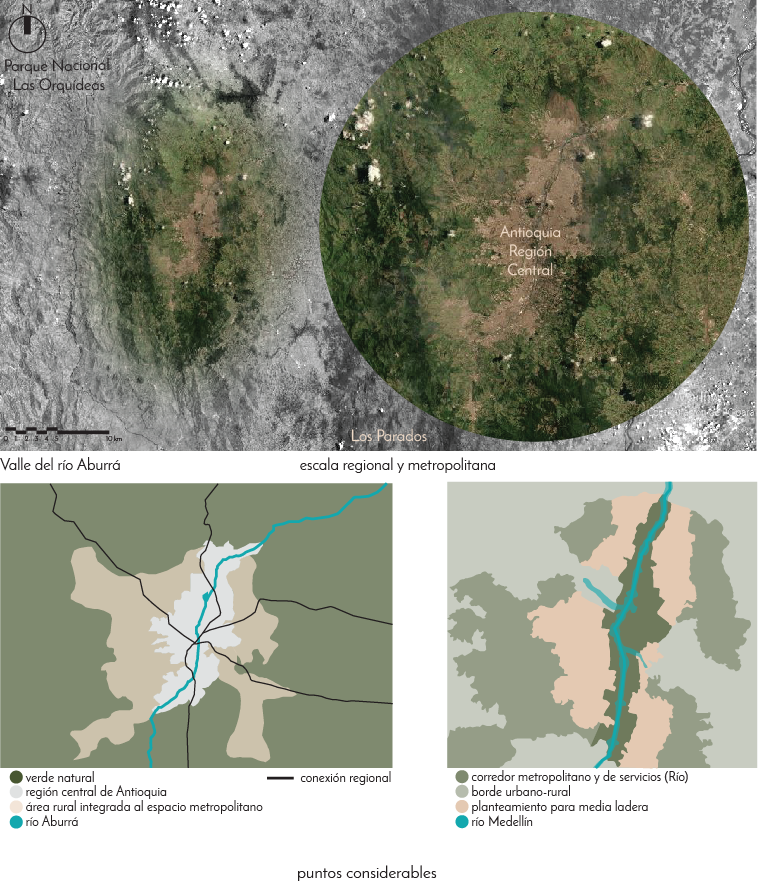 N
Parque Nacional
Las Orquídeas
Antioquia
Región
Central
0 1 2 3 4 5 10 km
Los Parados
Valle del río Aburrá
escala regional y metropolitana
verde natural
conexión regional
región central de Antioquia
área rural integrada al espacio metropolitano
río Aburrá
corredor metropolitano y de servicios (Río)
borde urbano-rural
planteamiento para media ladera
río Medellín
puntos considerables